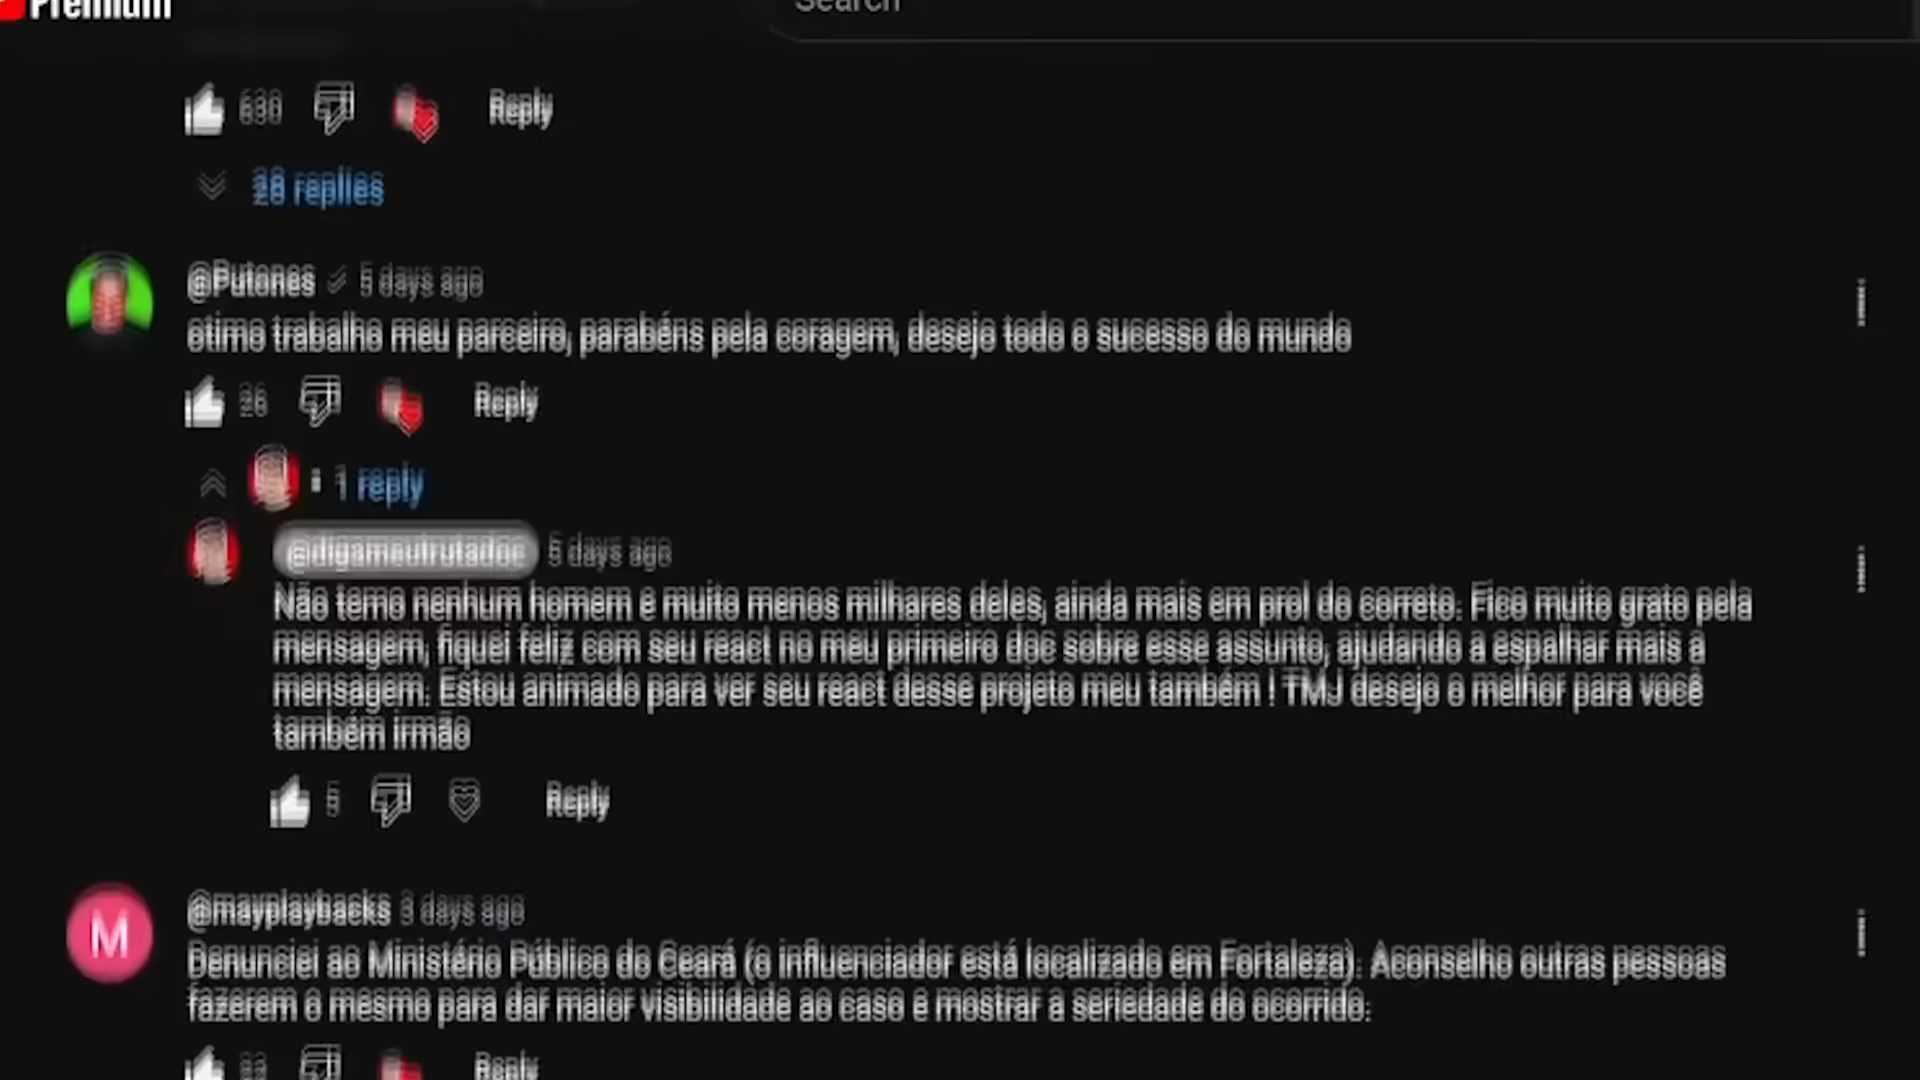 Premium
Search
630
Reply
28 replies
@Putones 5 days ago
otimo trabalho meu parceiro, parabéns pela coragem, desejo todo o sucesso do mundo
26
Reply
1 reply
@digameufrutadoc 5 days ago
Não temo nenhum homem e muito menos milhares deles, ainda mais em prol do correto. Fico muito grato pela
mensagem, fiquei feliz com seu react no meu primeiro doc sobre esse assunto, ajudando a espalhar mais a
mensagem. Estou animado para ver seu react desse projeto meu também ! TMJ desejo o melhor para você
também irmão
5
Reply
M
@mayplaybacks 3 days ago
Denunciei ao Ministério Público do Ceará (o influenciador está localizado em Fortaleza). Aconselho outras pessoas
fazerem o mesmo para dar maior visibilidade ao caso e mostrar a seriedade do ocorrido.
Reply